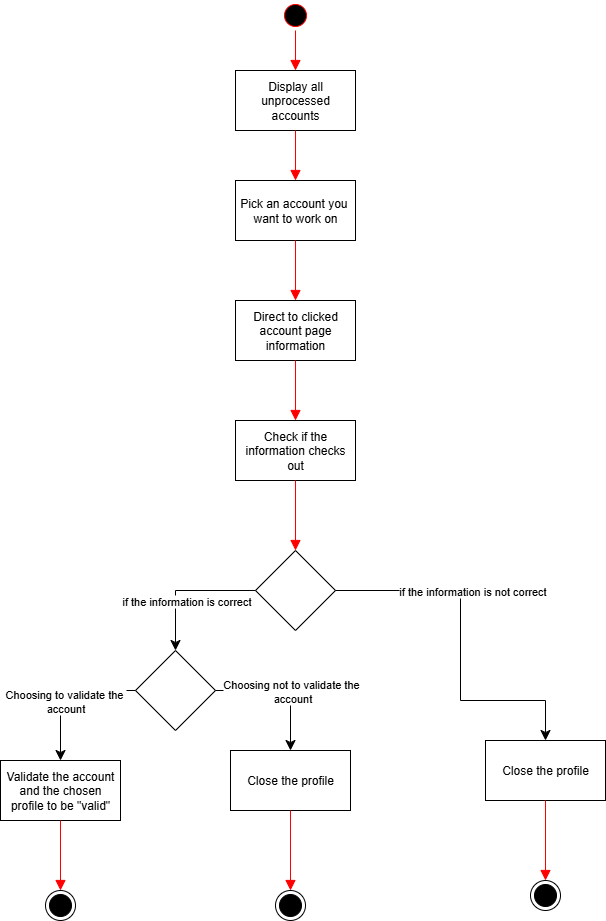 Display all
unprocessed
accounts
Pick an account you
want to work on
Direct to clicked
account page
information
Check if the
information checks
out
if the information is correct
if the information is not correct
Choosing to validate the
account
Choosing not to validate the
account
Validate the account
and the chosen
profile to be "valid"
Close the profile
Close the profile